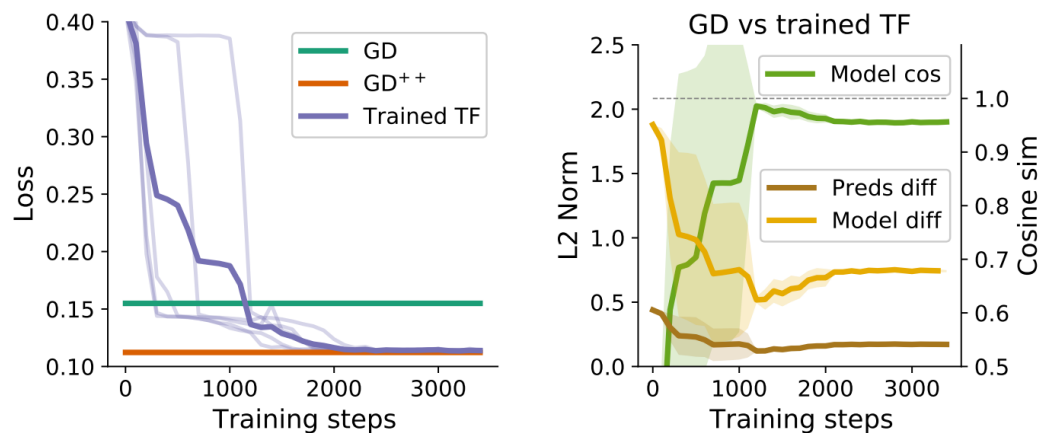 0.40
0.35
0.30
0.25
0.20
0.15
0.10
Loss
GD
GD++
Trained TF
0
1000
2000
3000
Training steps
GD vs trained TF
2.5
2.0
1.5
1.0
0.5
0.0
L2 Norm
Model cos
Preds diff
Model diff
1.0
0.9
0.8
0.7
0.6
0.5
Cosine sim
0
1000
2000
3000
Training steps